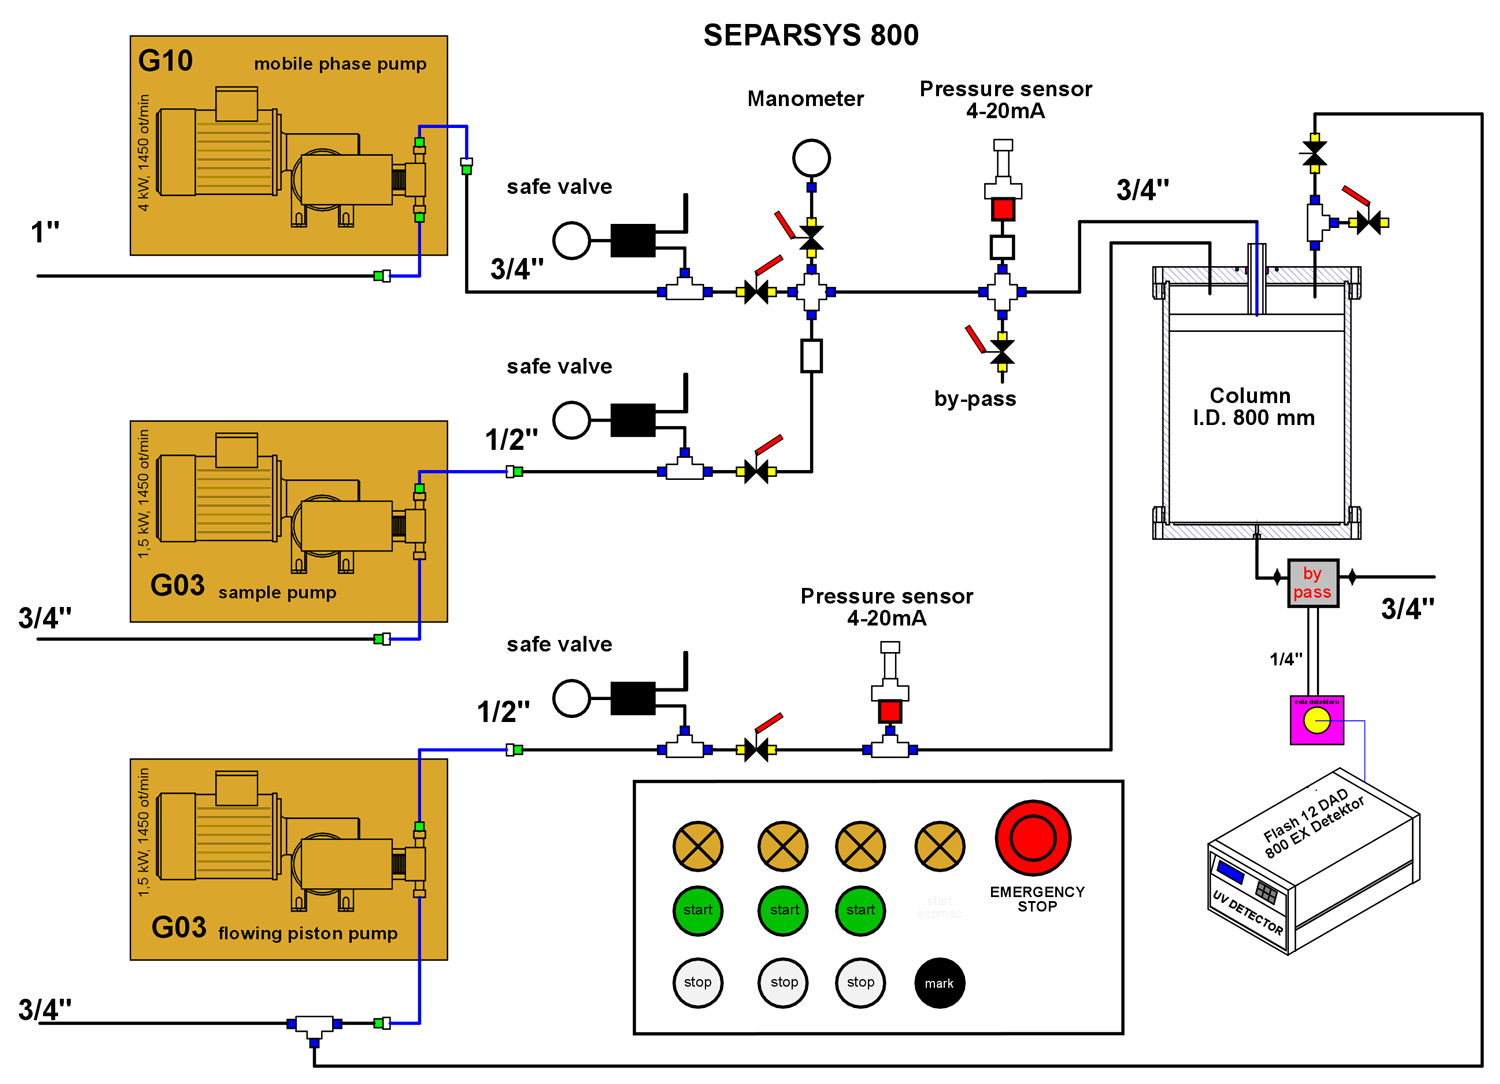 SEPARSYS 800
G10
mobile phase pump
4 kW, 1450 ot/min
1"
Manometer
Pressure sensor
4-20mA
safe valve
3/4"
3/4"
by-pass
safe valve
1/2"
1,5 kW, 1450 ot/min
G03 sample pump
3/4"
Column
I.D. 800 mm
by
pass
3/4"
1/4"
cela detektoru
Pressure sensor
4-20mA
safe valve
1/2"
1,5 kW, 1450 ot/min
G03 flowing piston pump
3/4"
EMERGENCY
STOP
start
start
start
start
ecomac
stop
stop
stop
mark
Flash 12 DAD
800 EX Detektor
UV DETECTOR